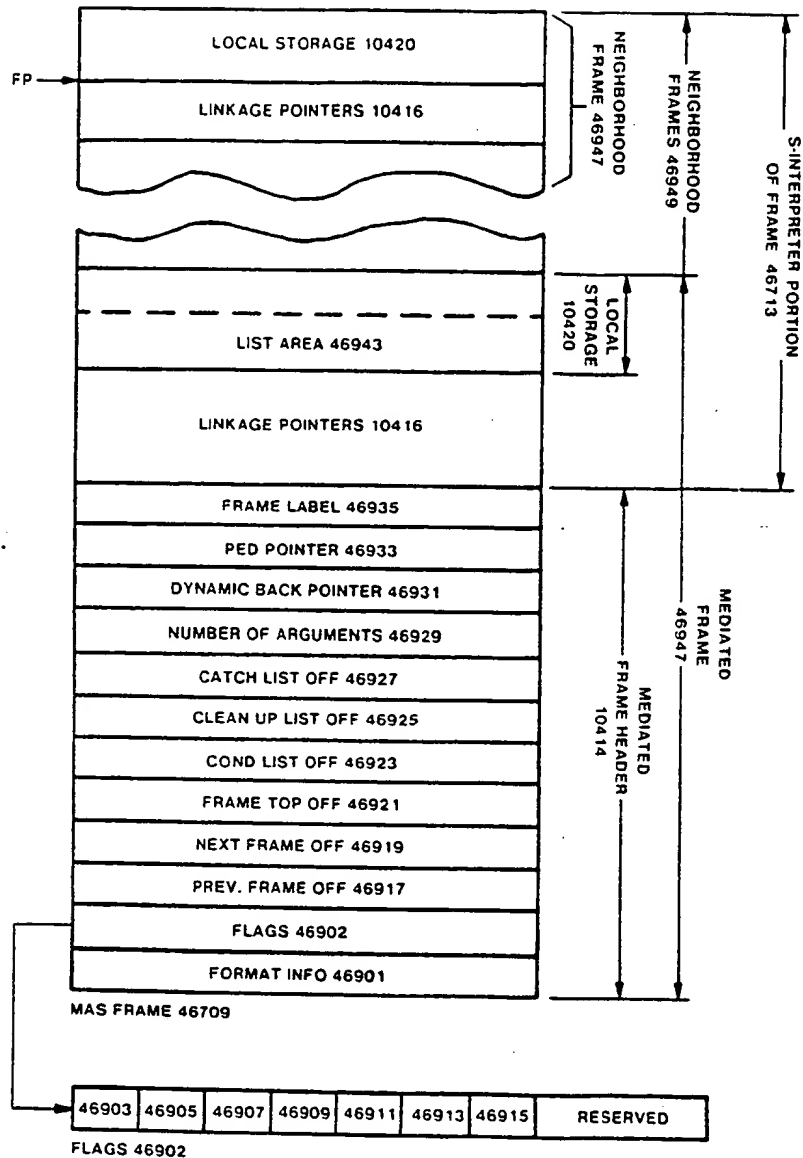 LOCAL STORAGE 10420
FP
LINKAGE POINTERS 10416
NEIGHBORHOOD
FRAME 46947
NEIGHBORHOOD
FRAMES 46949
S-INTERPRETER PORTION
OF FRAME 46713
LIST AREA 46943
LOCAL
STORAGE
10420
LINKAGE POINTERS 10416
FRAME LABEL 46935
PED POINTER 46933
DYNAMIC BACK POINTER 46931
NUMBER OF ARGUMENTS 46929
CATCH LIST OFF 46927
CLEAN UP LIST OFF 46925
COND LIST OFF 46923
FRAME TOP OFF 46921
NEXT FRAME OFF 46919
PREV. FRAME OFF 46917
FLAGS 46902
FORMAT INFO 46901
MEDIATED
FRAME HEADER
10414
MEDIATED
FRAME
46947
MAS FRAME 46709
46903 46905 46907 46909 46911 46913 46915 RESERVED
FLAGS 46902